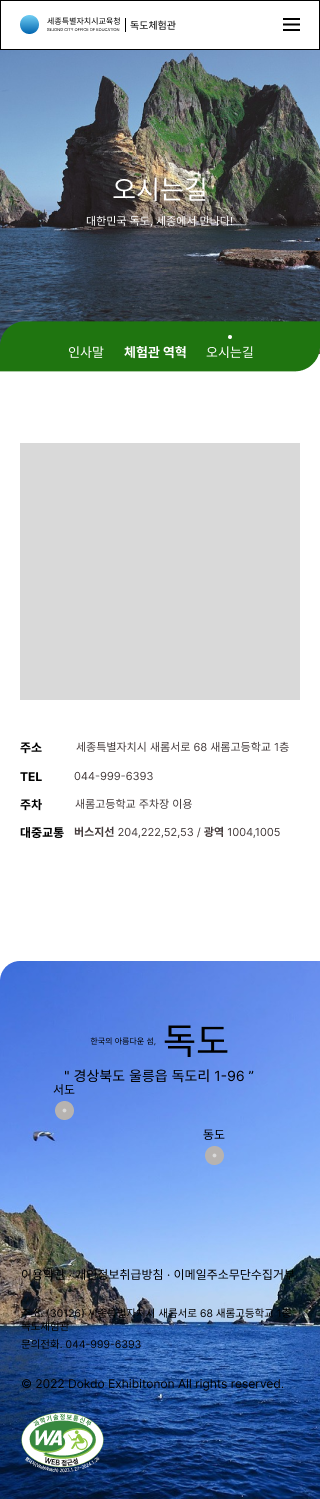 세종특별자치시교육청
SEJONG CITY OFFICE OF EDUCATION
독도체험관
오시는길
대한민국 독도, 세종에서 만나다!
인사말 체험관 역혁 오시는길
주소 세종특별자치시 새롬서로 68 새롬고등학교 1층
TEL 044-999-6393
주차 새롬고등학교 주차장 이용
대중교통 버스지선 204,222,52,53 / 광역 1004,1005
한국의 아름다운 섬, 독도
" 경상북도 울릉읍 독도리 1-96 ”
서도
동도
이용약관 · 개인정보취급방침 · 이메일주소무단수집거부
주소. (30126) 세종특별자치시 새롬서로 68 새롬고등학교
독도체험관
문의전화. 044-999-6393
© 2022 Dokdo Exhibitonon All rights reserved.
과학기술정보통신부
WA
WEB 접근성